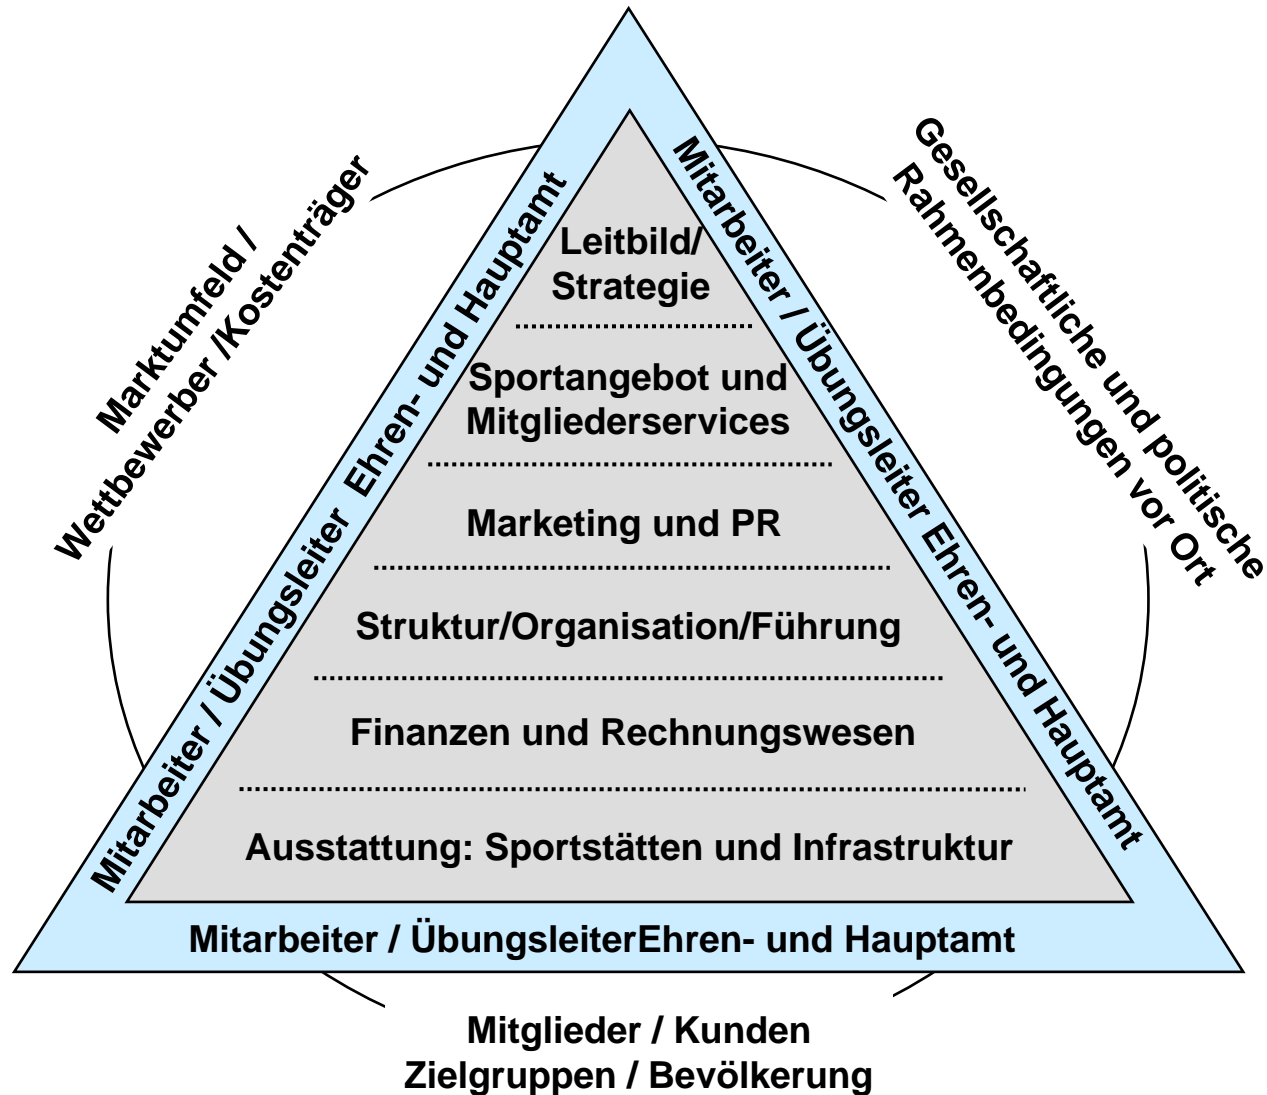 Marktumfeld /
Wettbewerber /Kostenträger
Gesellschaftliche und politische
Rahmenbedingungen vor Ort
Mitarbeiter / Übungsleiter Ehren- und Hauptamt
Mitarbeiter / Übungsleiter Ehren- und Hauptamt
Leitbild/
Strategie
Sportangebot und
Mitgliederservices
Marketing und PR
Struktur/Organisation/Führung
Finanzen und Rechnungswesen
Ausstattung: Sportstätten und Infrastruktur
Mitarbeiter / ÜbungsleiterEhren- und Hauptamt
Mitglieder / Kunden
Zielgruppen / Bevölkerung